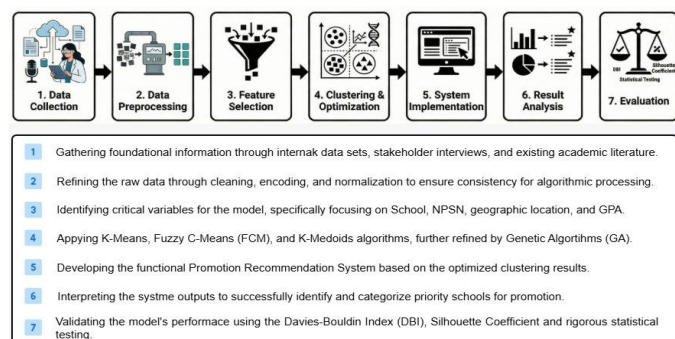 1. Data
Collection
2. Data
Preprocessing
3. Feature
Selection
4. Clustering &
Optimization
5. System
Implementation
6. Result
Analysis
DBI
Silhouette
Coefficient
Statistical Testing
7. Evaluation
1 Gathering foundational information through internak data sets, stakeholder interviews, and existing academic literature.
2 Refining the raw data through cleaning, encoding, and normalization to ensure consistency for algorithmic processing.
3 Identifying critical variables for the model, specifically focusing on School, NPSN, geographic location, and GPA.
4 Appying K-Means, Fuzzy C-Means (FCM), and K-Medoids algorithms, further refined by Genetic Algortihms (GA).
5 Developing the functional Promotion Recommendation System based on the optimized clustering results.
6 Interpreting the systme outputs to successfully identify and categorize priority schools for promotion.
7 Validating the model's performace using the Davies-Bouldin Index (DBI), Silhouette Coefficient and rigorous statistical
testing.